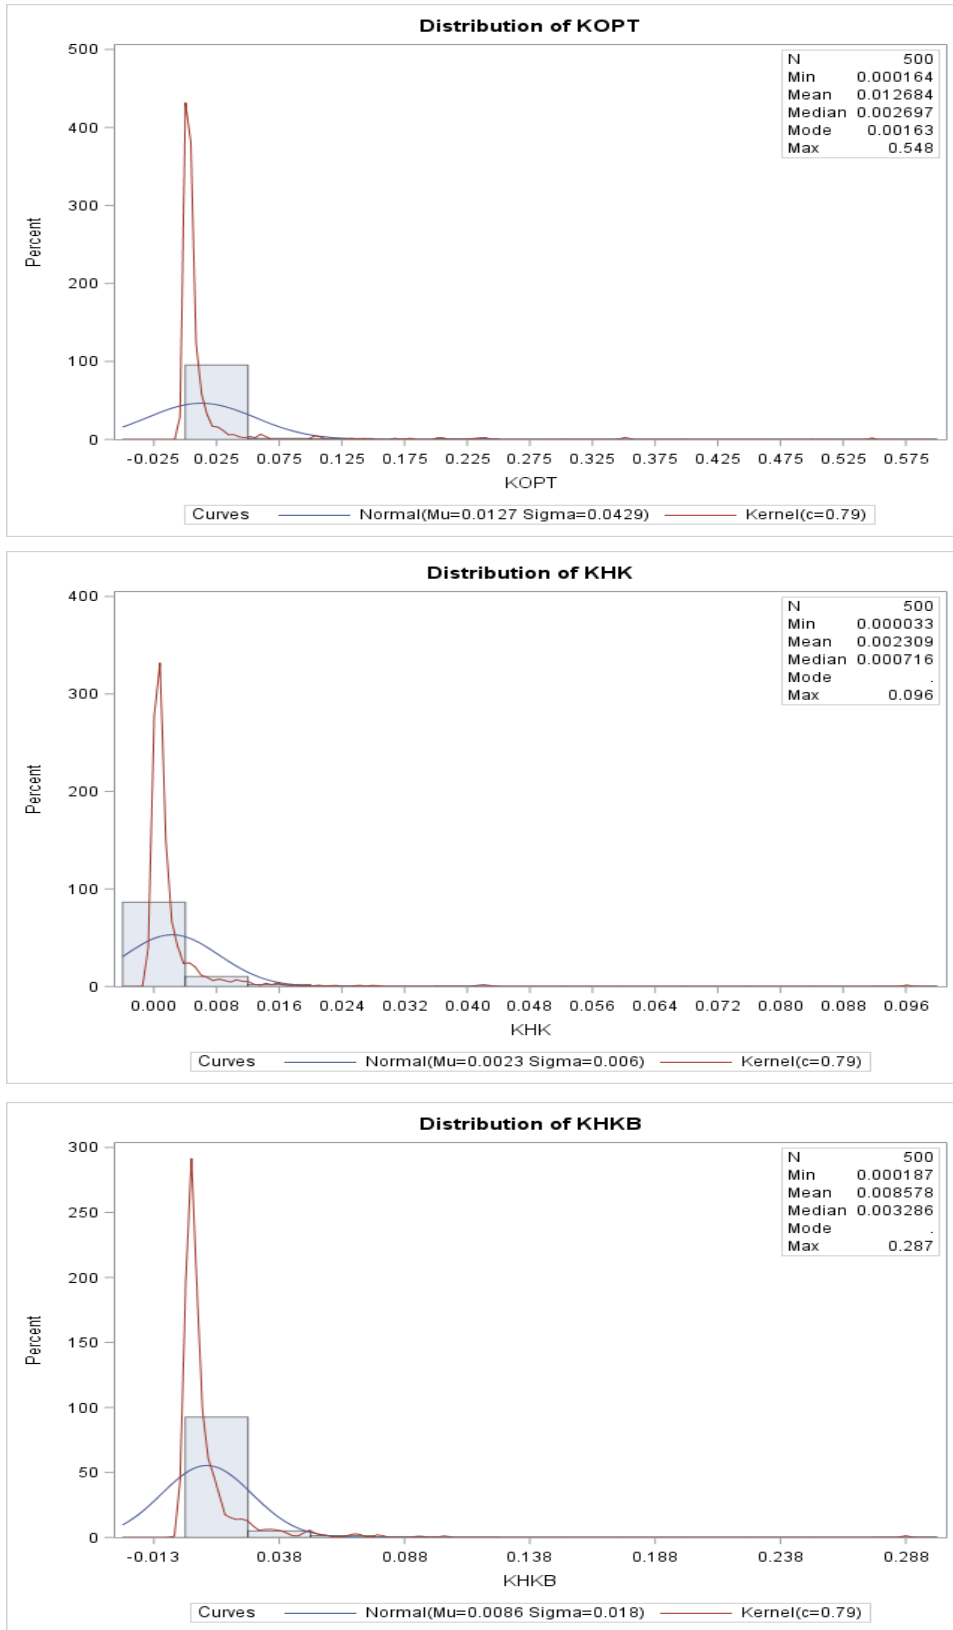 Distribution of KOPT
500
400
300
200
100
0
Percent
N 500
Min 0.000164
Mean 0.012684
Median 0.002697
Mode 0.00163
Max 0.548
-0.025 0.025 0.075 0.125 0.175 0.225 0.275 0.325 0.375 0.425 0.475 0.525 0.575
KOPT
Curves Normal(Mu=0.0127 Sigma=0.0429) Kernel(c=0.79)
Distribution of KHK
400
300
200
100
0
Percent
N 500
Min 0.000033
Mean 0.002309
Median 0.000716
Mode .
Max 0.096
0.000 0.008 0.016 0.024 0.032 0.040 0.048 0.056 0.064 0.072 0.080 0.088 0.096
KHK
Curves Normal(Mu=0.0023 Sigma=0.006) Kernel(c=0.79)
Distribution of KHKB
300
250
200
150
100
50
0
Percent
N 500
Min 0.000187
Mean 0.008578
Median 0.003286
Mode .
Max 0.287
-0.013 0.038 0.088 0.138 0.188 0.238 0.288
KHKB
Curves Normal(Mu=0.0086 Sigma=0.018) Kernel(c=0.79)